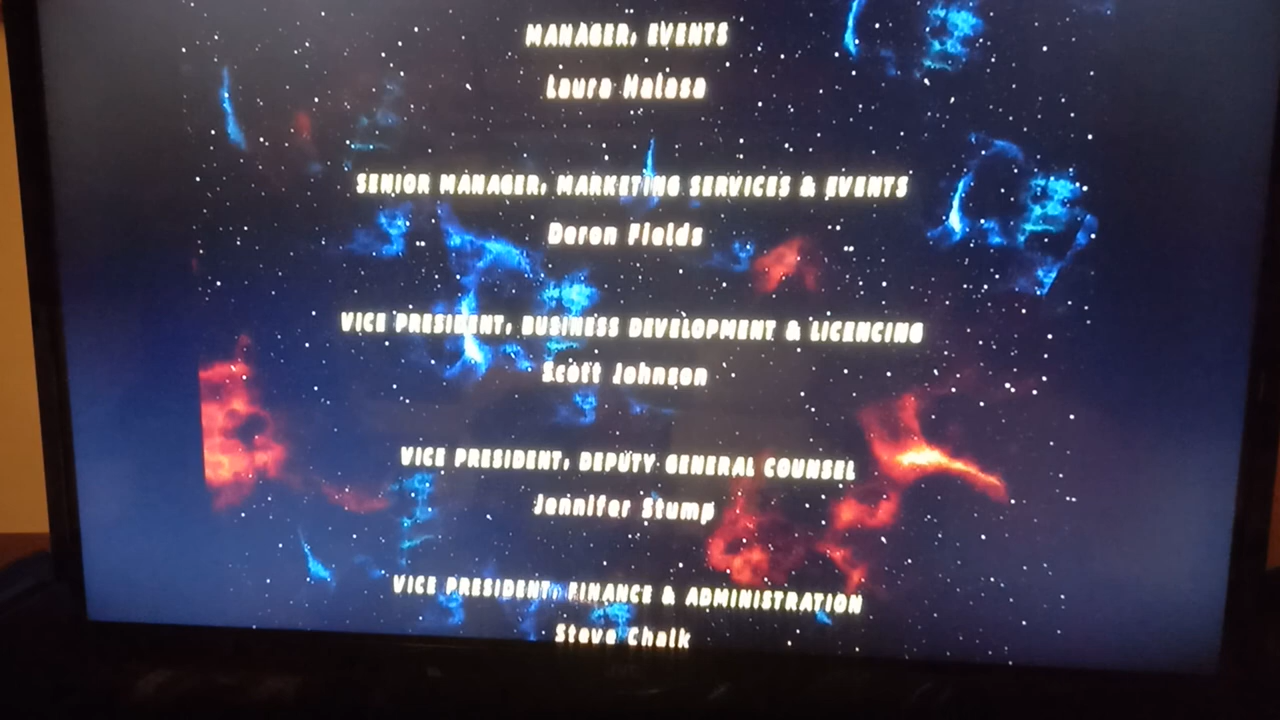 MANAGER, EVENTS
Laura Halasa
SENIOR MANAGER, MARKETING SERVICES & EVENTS
Deron Fields
VICE PRESIDENT, BUSINESS DEVELOPMENT & LICENCING
Scott Johnson
VICE PRESIDENT, DEPUTY GENERAL COUNSEL
Jennifer Stump
VICE PRESIDENT, FINANCE & ADMINISTRATION
Steve Chalk